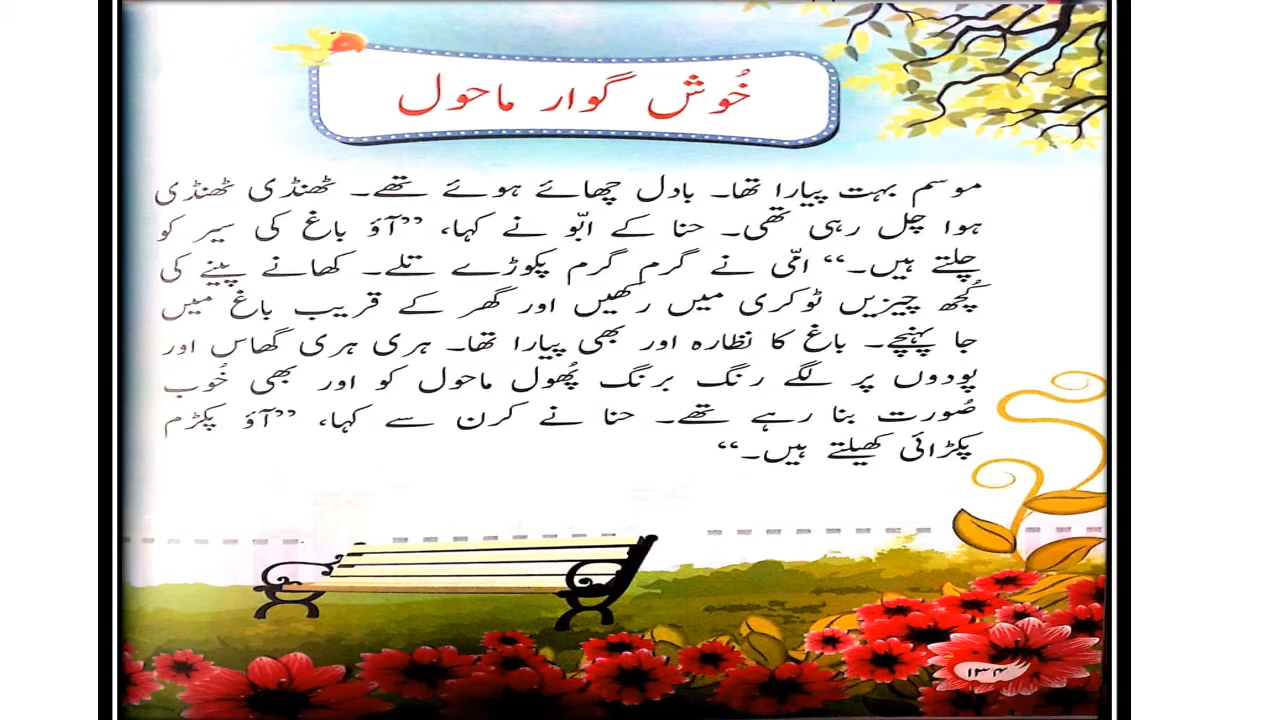 خُوش گوار ماحول
موسم بہت پیارا تھا۔ بادل چھائے ہوئے تھے۔ ٹھنڈی ٹھنڈی
ہوا چل رہی تھی۔ حنا کے ابّو نے کہا، ”آؤ باغ کی سیر کو
چلتے ہیں۔“ امّی نے گرم گرم پکوڑے تلے۔ کھانے پینے کی
کُچھ چیزیں ٹوکری میں رکھیں اور گھر کے قریب باغ میں
جا پہنچے۔ باغ کا نظارہ اور بھی پیارا تھا۔ ہری ہری گھاس اور
پودوں پر لگے رنگ برنگ پُھول ماحول کو اور بھی خُوب
صُورت بنا رہے تھے۔ حنا نے کرن سے کہا، ”آؤ پکڑم
پکڑائی کھیلتے ہیں۔“
۱۳۴